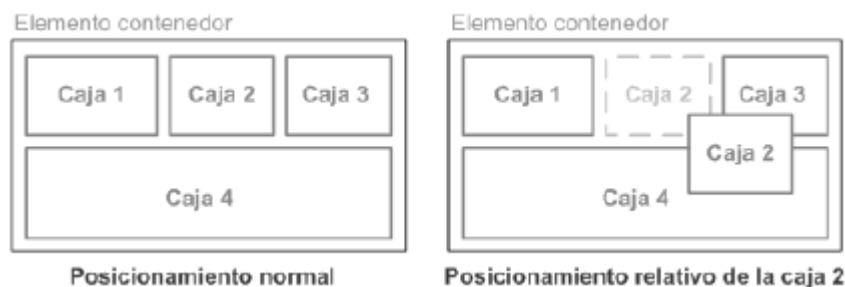 Elemento contenedor
Caja 1 Caja 2 Caja 3
Caja 4
Posicionamiento normal
Elemento contenedor
Caja 1 Caja 2 Caja 3
Caja 2
Caja 4
Posicionamiento relativo de la caja 2